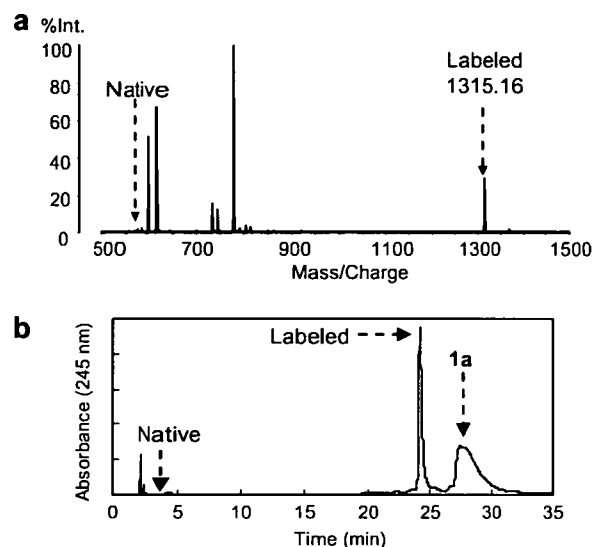 a
%Int.
100
80
60
40
20
0
Native
Labeled
1315.16
500 700 900 1100 1300 1500
Mass/Charge
b
Absorbance (245 nm)
Labeled
1a
Native
0 5 10 15 20 25 30 35
Time (min)